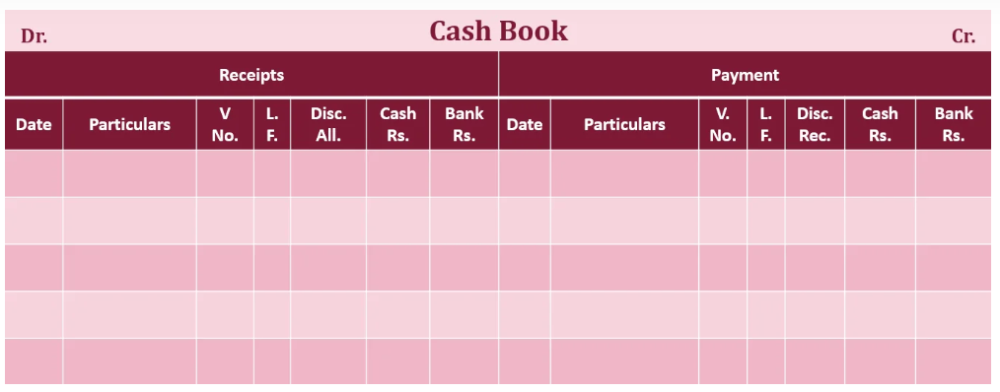 Dr. Cash Book Cr.
Receipts Payment
Date Particulars V No. L. F. Disc. All. Cash Rs. Bank Rs. Date Particulars V. No. L. F. Disc. Rec. Cash Rs. Bank Rs.